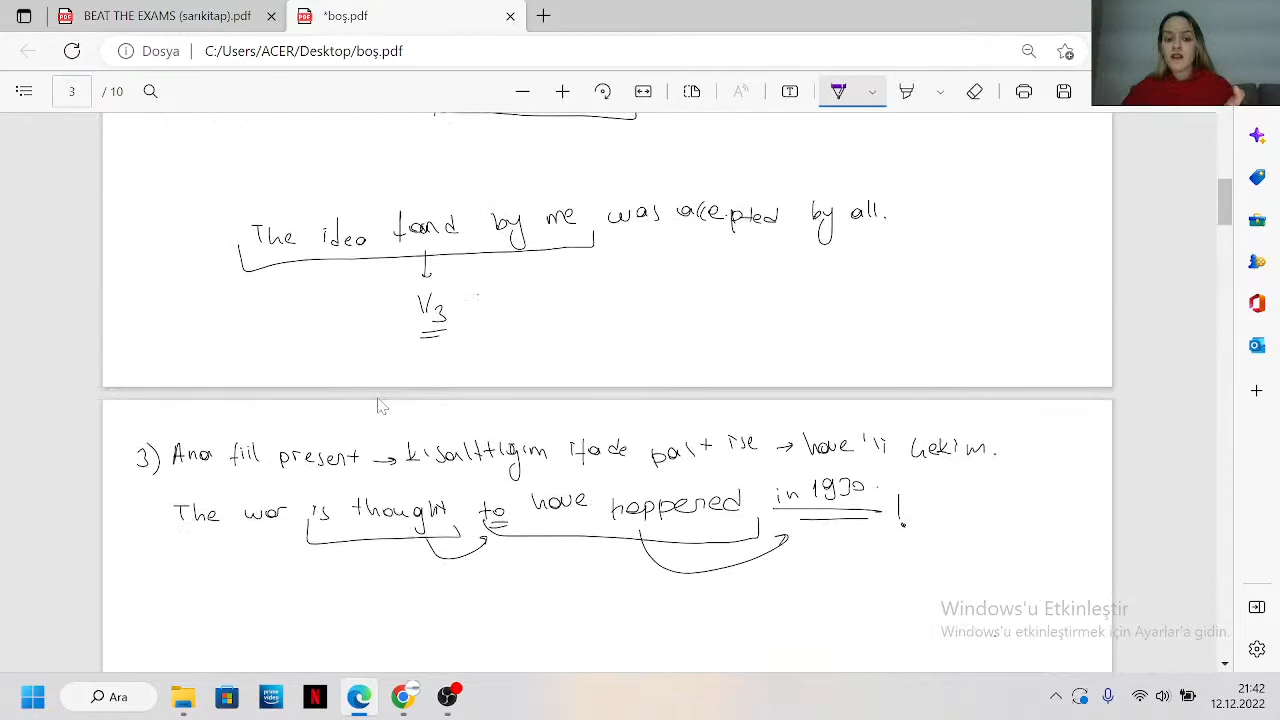 BEAT THE EXAMS (sarıkitap).pdf
*boş.pdf
Dosya
C:/Users/ACER/Desktop/boş.pdf
3
/ 10
The idea found by me was accepted by all.
V3
3) Ana fiil present → kısalttığım ifade past ise → have 'li çekim.
The war is thought to have happened in 1930. !
Windows'u Etkinleştir
Windows'u etkinleştirmek için Ayarlar'a gidin.
Ara
prime video
N
21:42
12.12.2022